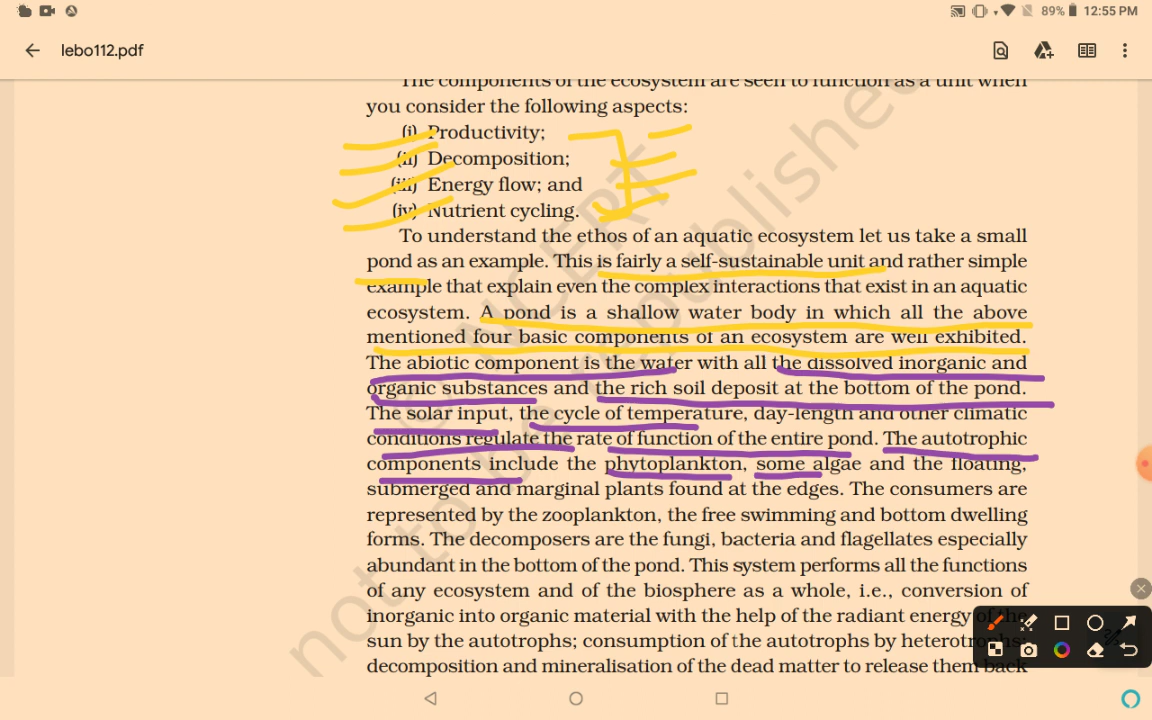 89% 12:55 PM
lebo112.pdf
The components of the ecosystem are seen to function as a unit when
you consider the following aspects:
(i) Productivity;
(ii) Decomposition;
(iii) Energy flow; and
(iv) Nutrient cycling.
To understand the ethos of an aquatic ecosystem let us take a small
pond as an example. This is fairly a self-sustainable unit and rather simple
example that explain even the complex interactions that exist in an aquatic
ecosystem. A pond is a shallow water body in which all the above
mentioned four basic components of an ecosystem are well exhibited.
The abiotic component is the water with all the dissolved inorganic and
organic substances and the rich soil deposit at the bottom of the pond.
The solar input, the cycle of temperature, day-length and other climatic
conditions regulate the rate of function of the entire pond. The autotrophic
components include the phytoplankton, some algae and the floating,
submerged and marginal plants found at the edges. The consumers are
represented by the zooplankton, the free swimming and bottom dwelling
forms. The decomposers are the fungi, bacteria and flagellates especially
abundant in the bottom of the pond. This system performs all the functions
of any ecosystem and of the biosphere as a whole, i.e., conversion of
inorganic into organic material with the help of the radiant energy of the
sun by the autotrophs; consumption of the autotrophs by heterotrophs;
decomposition and mineralisation of the dead matter to release them back
NCERT
not to be republished